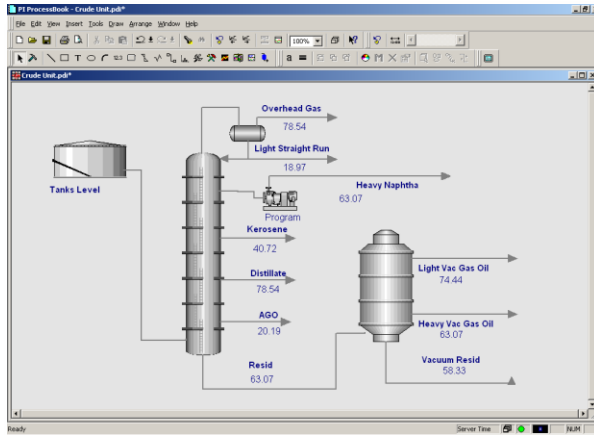 PI ProcessBook - Crude Unit.pdi*
File Edit View Insert Tools Draw Arrange Window Help
100%
a
Crude Unit.pdi*
Overhead Gas
78.54
Light Straight Run
18.97
Tanks Level
Heavy Naphtha
63.07
Program
Kerosene
40.72
Light Vac Gas Oil
74.44
Distillate
78.54
AGO
20.19
Heavy Vac Gas Oil
63.07
Resid
63.07
Vacuum Resid
58.33
Ready
Server Time
NUM